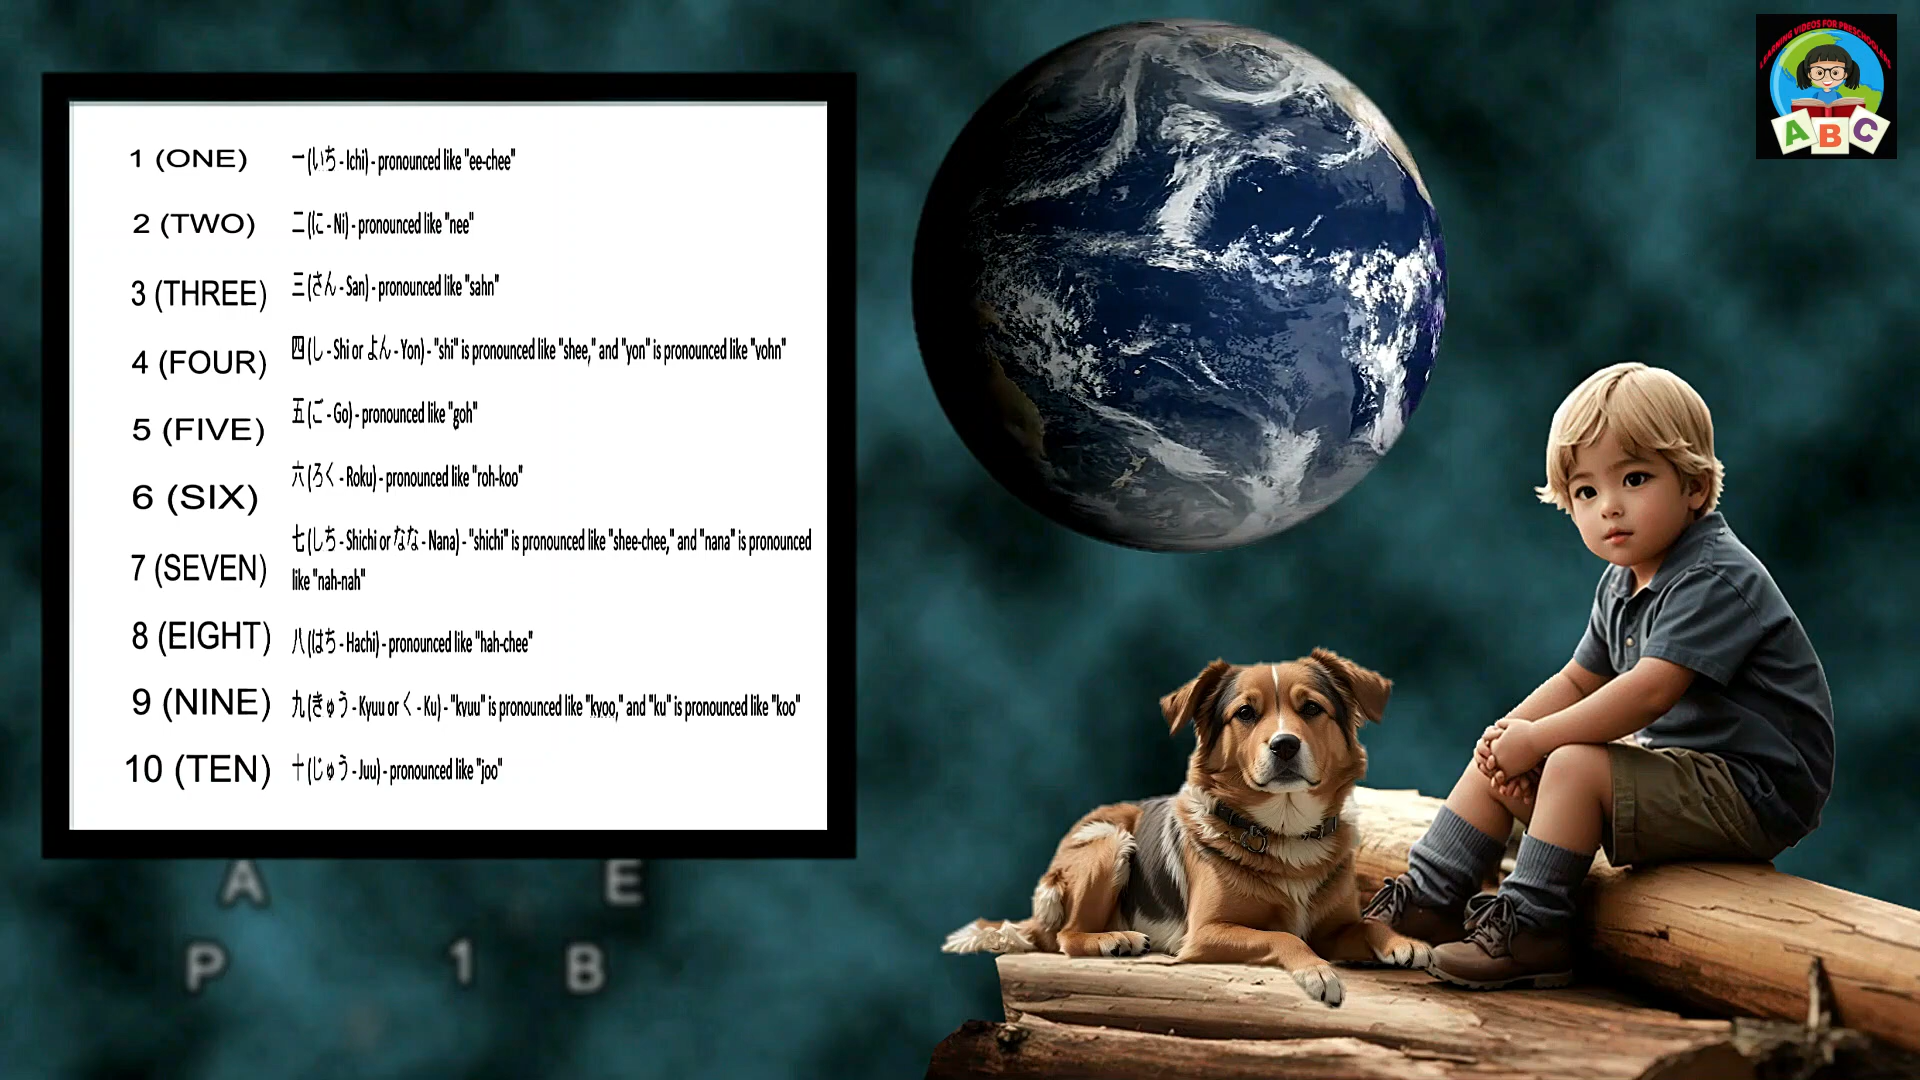 LEARNING VIDEOS FOR PRESCHOOLERS
A B C
1 (ONE) 一 (いち - Ichi) - pronounced like "ee-chee"
2 (TWO) 二 (に - Ni) - pronounced like "nee"
3 (THREE) 三 (さん - San) - pronounced like "sahn"
4 (FOUR) 四 (し - Shi or よん - Yon) - "shi" is pronounced like "shee," and "yon" is pronounced like "vohn"
5 (FIVE) 五 (ご - Go) - pronounced like "goh"
6 (SIX) 六 (ろく - Roku) - pronounced like "roh-koo"
7 (SEVEN) 七 (しち - Shichi or なな - Nana) - "shichi" is pronounced like "shee-chee," and "nana" is pronounced
like "nah-nah"
8 (EIGHT) 八 (はち - Hachi) - pronounced like "hah-chee"
9 (NINE) 九 (きゅう - Kyuu or く - Ku) - "kyuu" is pronounced like "kyoo," and "ku" is pronounced like "koo"
10 (TEN) 十 (じゅう - Juu) - pronounced like "joo"
A E
P 1 B